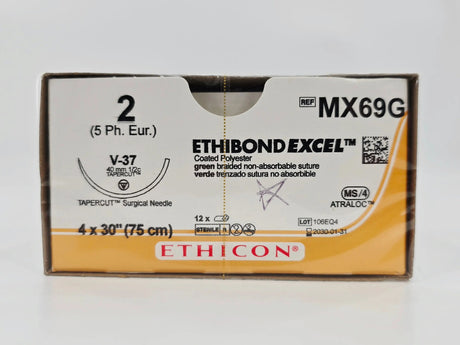 2
(5 Ph. Eur.)
REF MX69G
V-37
40 mm 1/2c
TAPERCUT™
TAPERCUT™ Surgical Needle
4 x 30" (75 cm)
ETHIBOND EXCEL™
Coated Polyester
green braided non-absorbable suture
verde trenzado sutura no absorbible
MS/4
ATRALOC™
12 x
STERILE R
2
LOT 106EQ4
2030-01-31
ETHICON®